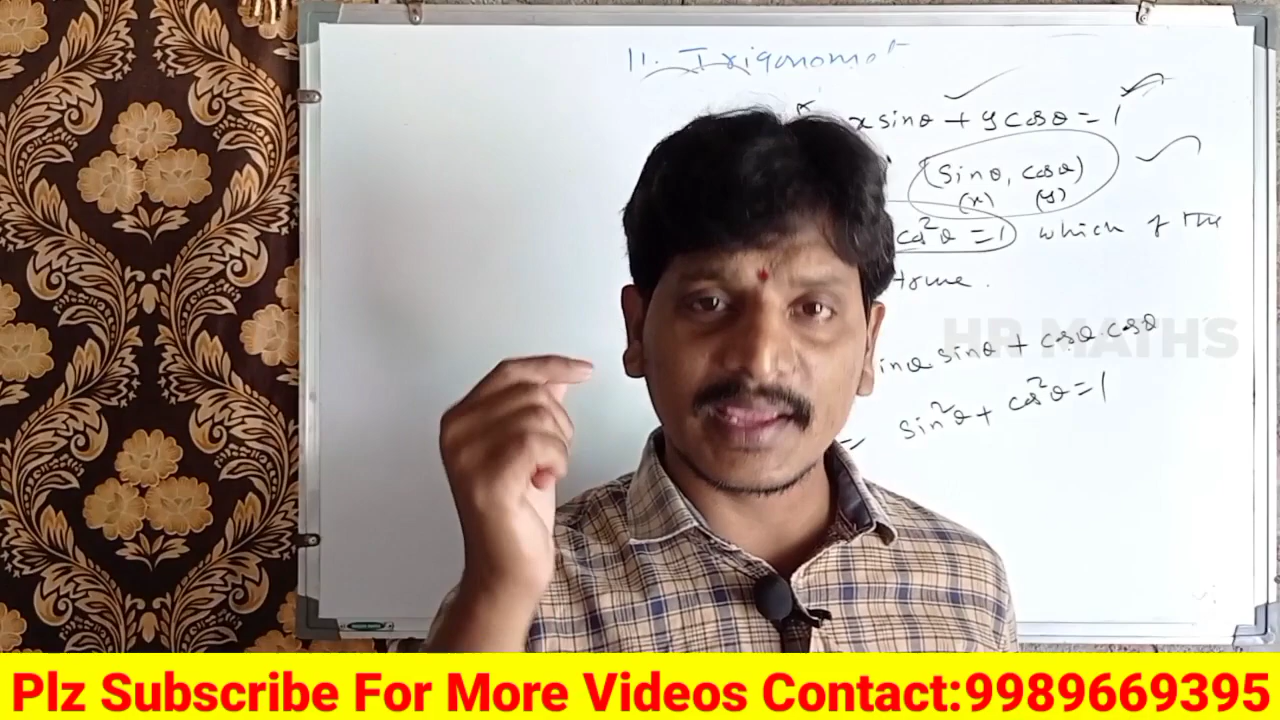 11. Trigonomet
x sinθ + y cosθ = 1
(sinθ, cosθ)
(x) (y)
cos²θ = 1) which of the
true.
HR MATHS
sinθ + cosθ.cosθ
= sin²θ + cos²θ = 1
Plz Subscribe For More Videos Contact:9989669395